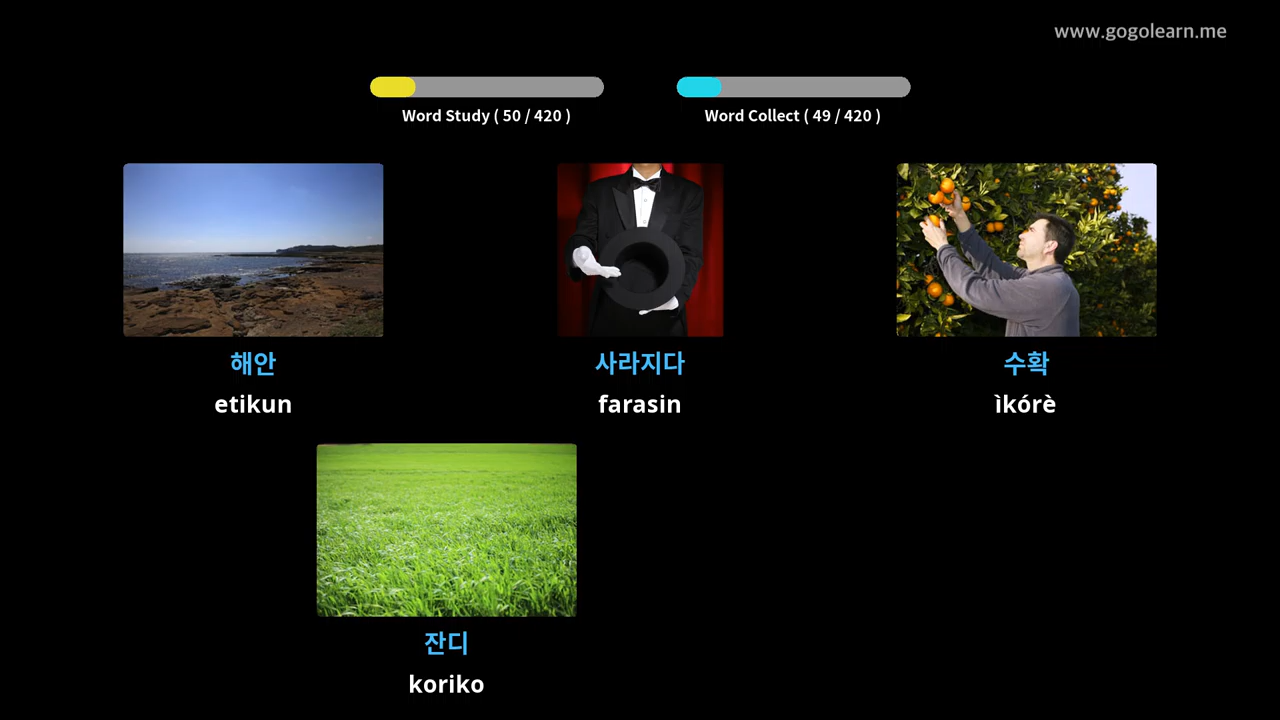 www.gogolearn.me
Word Study ( 50 / 420 )
Word Collect ( 49 / 420 )
해안
etikun
사라지다
farasin
수확
ìkórè
잔디
koriko